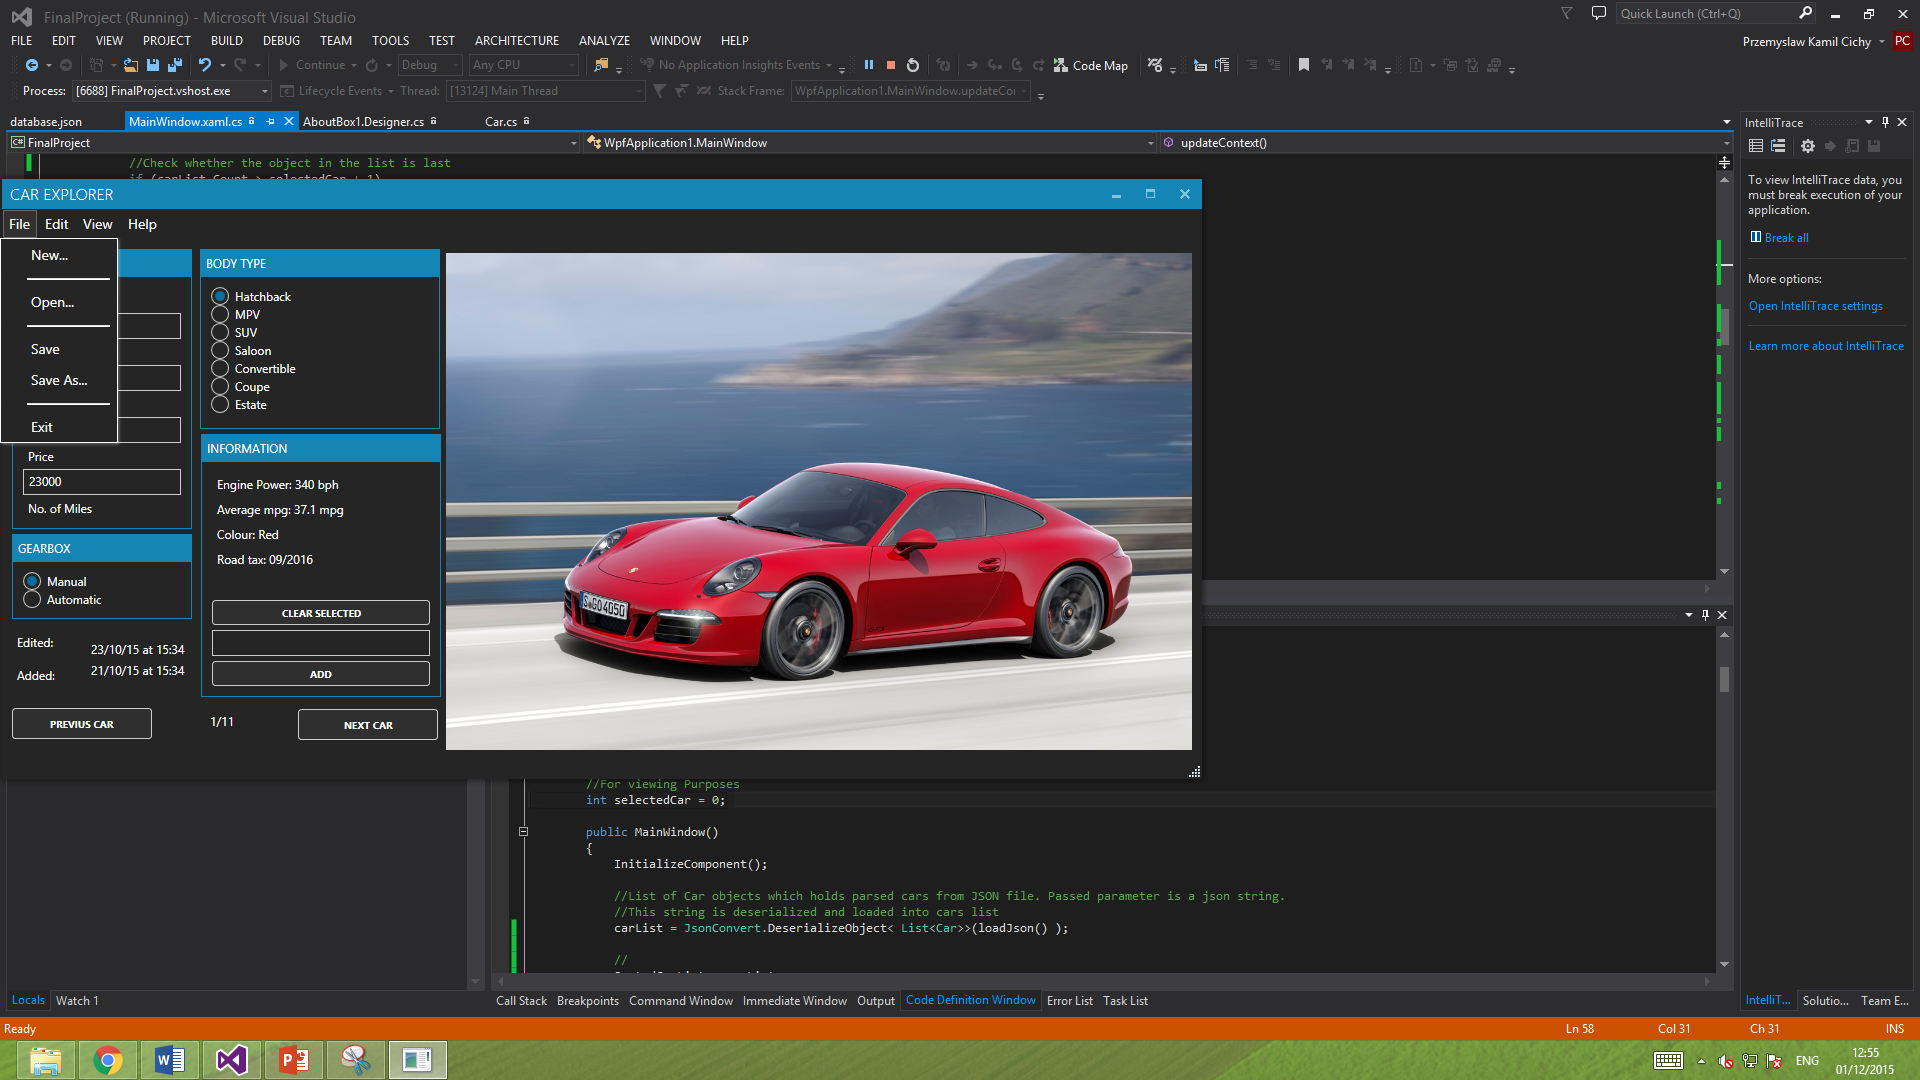 FinalProject (Running) - Microsoft Visual Studio
Quick Launch (Ctrl+Q)
FILE EDIT VIEW PROJECT BUILD DEBUG TEAM TOOLS TEST ARCHITECTURE ANALYZE WINDOW HELP
Przemyslaw Kamil Cichy PC
Continue Debug Any CPU No Application Insights Events Code Map
Process: [6688] FinalProject.vshost.exe Lifecycle Events Thread: [13124] Main Thread Stack Frame: WpfApplication1.MainWindow.updateCo
database.json MainWindow.xaml.cs AboutBox1.Designer.cs Car.cs
FinalProject WpfApplication1.MainWindow updateContext()
//Check whether the object in the list is last
if (carList.Count > selectedCar + 1)
CAR EXPLORER
File Edit View Help
New...
Open...
Save
Save As...
Exit
Price
23000
No. of Miles
GEARBOX
Manual
Automatic
Edited: 23/10/15 at 15:34
Added: 21/10/15 at 15:34
PREVIUS CAR
1/11
NEXT CAR
BODY TYPE
Hatchback
MPV
SUV
Saloon
Convertible
Coupe
Estate
INFORMATION
Engine Power: 340 bph
Average mpg: 37.1 mpg
Colour: Red
Road tax: 09/2016
CLEAR SELECTED
ADD
S GO 4050
//For viewing Purposes
int selectedCar = 0;
public MainWindow()
{
InitializeComponent();
//List of Car objects which holds parsed cars from JSON file. Passed parameter is a json string.
//This string is deserialized and loaded into cars list
carList = JsonConvert.DeserializeObject< List<Car>>(loadJson() );
//
IntelliTrace
To view IntelliTrace data, you
must break execution of your
application.
Break all
More options:
Open IntelliTrace settings
Learn more about IntelliTrace
Locals Watch 1
Call Stack Breakpoints Command Window Immediate Window Output Code Definition Window Error List Task List
IntelliT... Solutio... Team E...
Ready Ln 58 Col 31 Ch 31 INS
ENG
12:55
01/12/2015